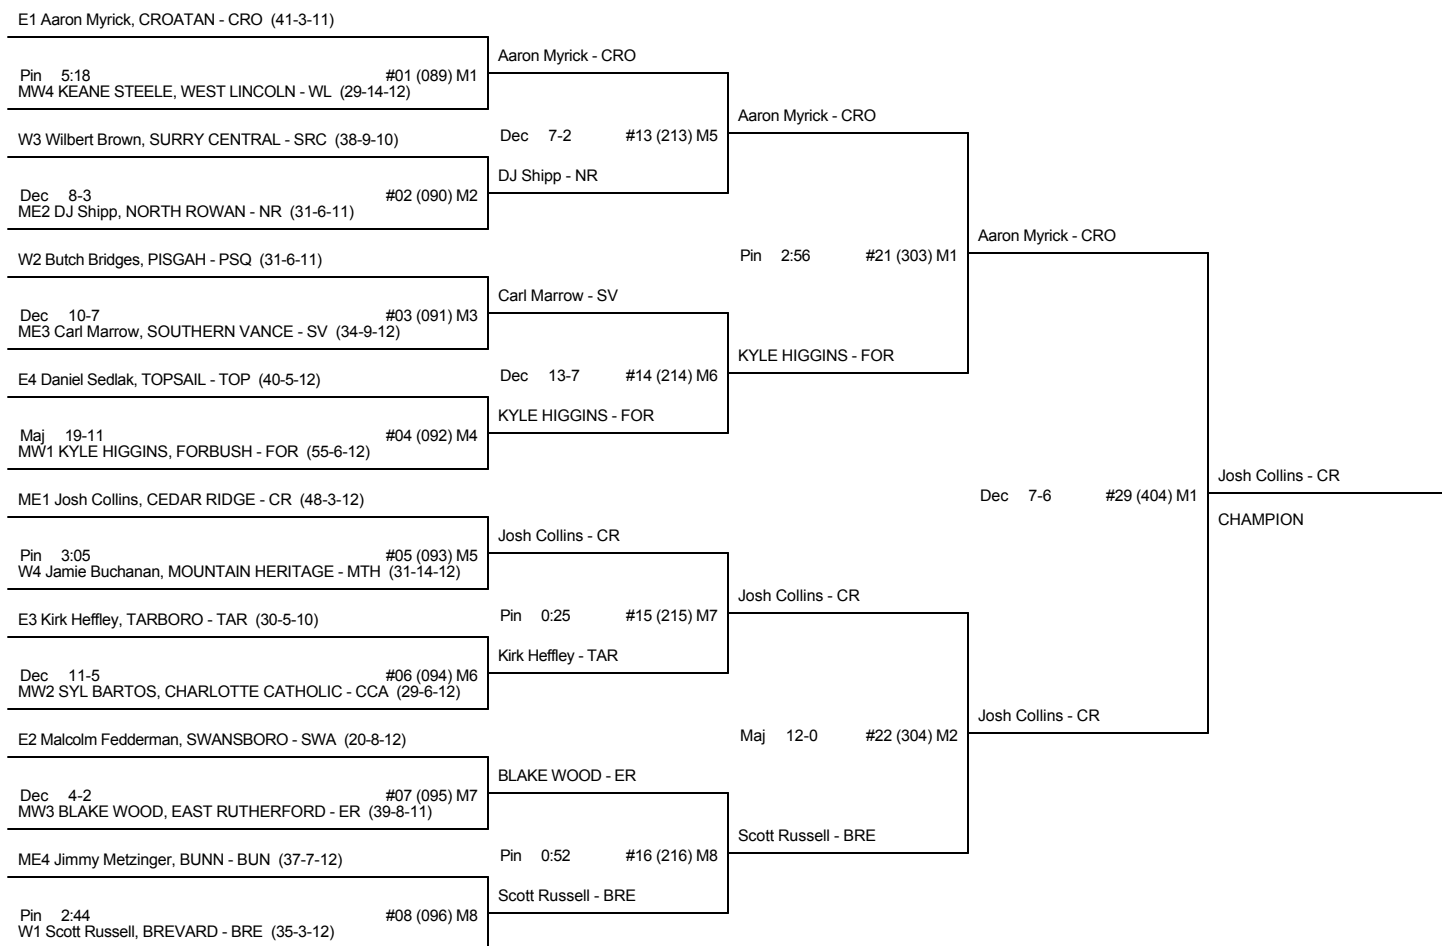 E1 Aaron Myrick, CROATAN - CRO (41-3-11)
Aaron Myrick - CRO
Pin 5:18 #01 (089) M1
MW4 KEANE STEELE, WEST LINCOLN - WL (29-14-12)
Aaron Myrick - CRO
W3 Wilbert Brown, SURRY CENTRAL - SRC (38-9-10)
Dec 7-2 #13 (213) M5
DJ Shipp - NR
Dec 8-3 #02 (090) M2
ME2 DJ Shipp, NORTH ROWAN - NR (31-6-11)
Aaron Myrick - CRO
W2 Butch Bridges, PISGAH - PSQ (31-6-11)
Pin 2:56 #21 (303) M1
Carl Marrow - SV
Dec 10-7 #03 (091) M3
ME3 Carl Marrow, SOUTHERN VANCE - SV (34-9-12)
KYLE HIGGINS - FOR
E4 Daniel Sedlak, TOPSAIL - TOP (40-5-12)
Dec 13-7 #14 (214) M6
KYLE HIGGINS - FOR
Maj 19-11 #04 (092) M4
MW1 KYLE HIGGINS, FORBUSH - FOR (55-6-12)
Josh Collins - CR
ME1 Josh Collins, CEDAR RIDGE - CR (48-3-12)
Dec 7-6 #29 (404) M1
CHAMPION
Josh Collins - CR
Pin 3:05 #05 (093) M5
W4 Jamie Buchanan, MOUNTAIN HERITAGE - MTH (31-14-12)
Josh Collins - CR
E3 Kirk Heffley, TARBORO - TAR (30-5-10)
Pin 0:25 #15 (215) M7
Kirk Heffley - TAR
Dec 11-5 #06 (094) M6
MW2 SYL BARTOS, CHARLOTTE CATHOLIC - CCA (29-6-12)
Josh Collins - CR
E2 Malcolm Fedderman, SWANSBORO - SWA (20-8-12)
Maj 12-0 #22 (304) M2
BLAKE WOOD - ER
Dec 4-2 #07 (095) M7
MW3 BLAKE WOOD, EAST RUTHERFORD - ER (39-8-11)
Scott Russell - BRE
ME4 Jimmy Metzinger, BUNN - BUN (37-7-12)
Pin 0:52 #16 (216) M8
Scott Russell - BRE
Pin 2:44 #08 (096) M8
W1 Scott Russell, BREVARD - BRE (35-3-12)